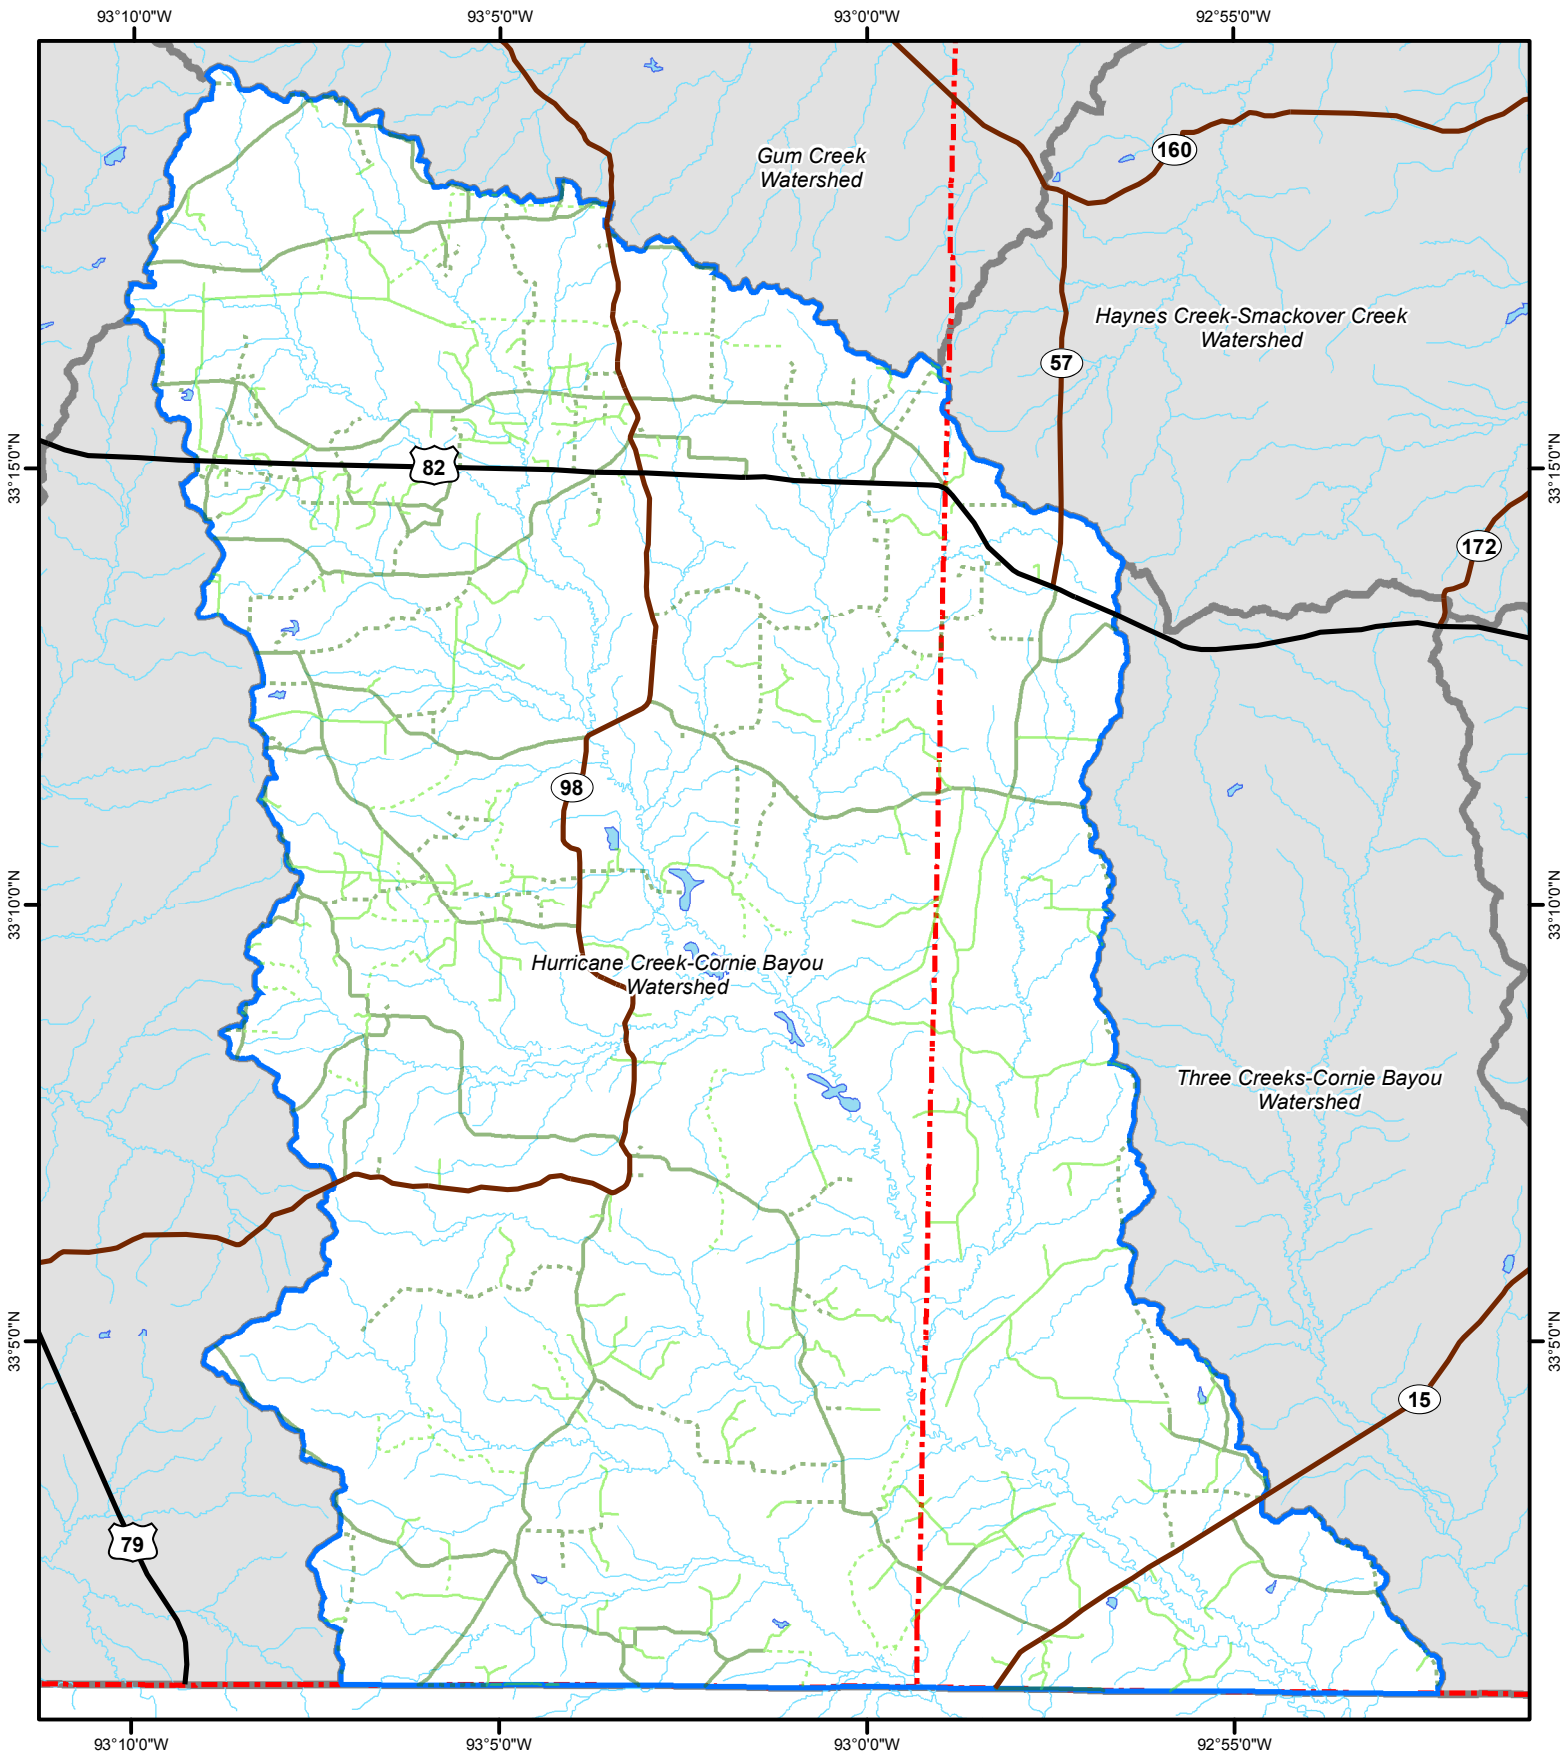 93°10'0"W 93°5'0"W 93°0'0"W 92°55'0"W
160
Gum Creek
Watershed
Haynes Creek-Smackover Creek
Watershed
57
82
33°15'0"N 33°15'0"N
172
98
33°10'0"N 33°10'0"N
Hurricane Creek-Cornie Bayou
Watershed
Three Creeks-Cornie Bayou
Watershed
33°5'0"N 33°5'0"N
15
79
93°10'0"W 93°5'0"W 93°0'0"W 92°55'0"W